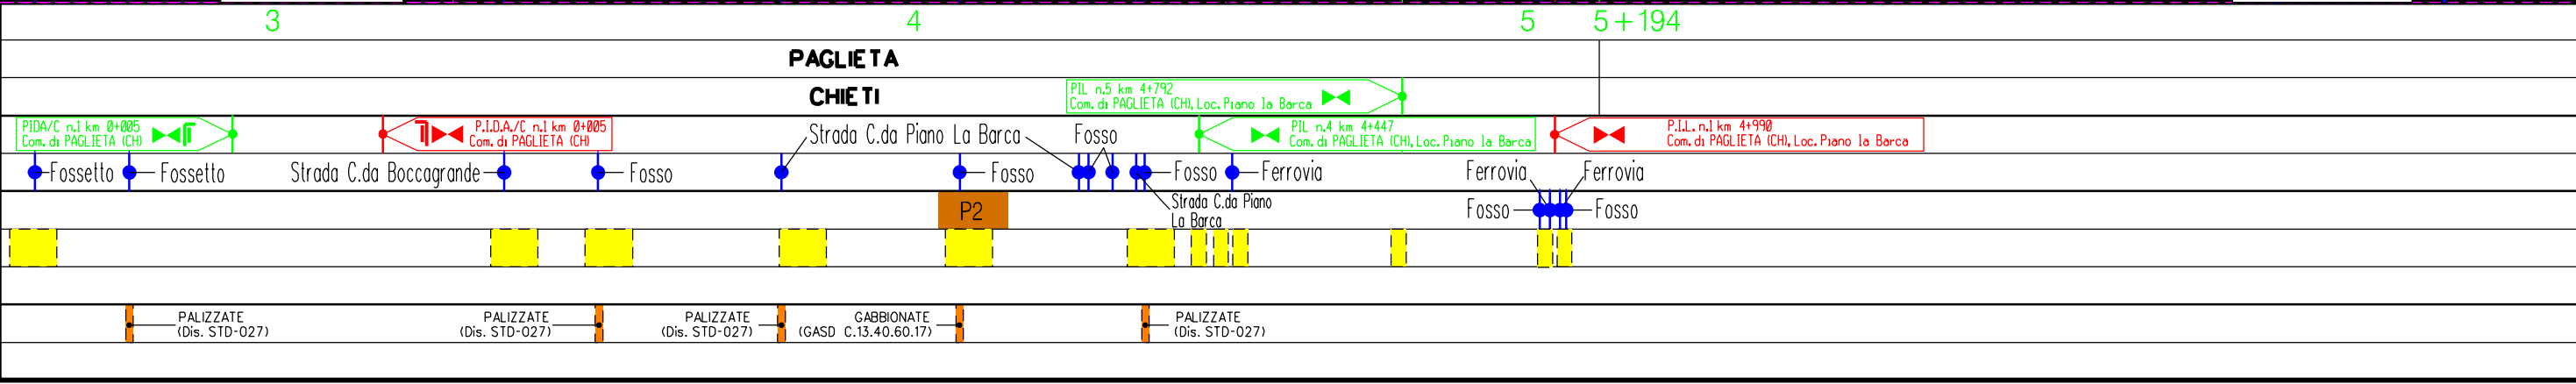 3 4 5 5+194
PAGLIETA
CHIETI
PIL n.5 km 4+792
Com. di PAGLIETA (CH), Loc. Piano la Barca
PIDA/C n.1 km 0+005
Com. di PAGLIETA (CH)
P.I.D.A./C n.1 km 0+005
Com. di PAGLIETA (CH)
Strada C.da Piano La Barca
Fosso
PIL n.4 km 4+447
Com. di PAGLIETA (CH), Loc. Piano la Barca
P.I.L. n.1 km 4+990
Com. di PAGLIETA (CH), Loc. Piano la Barca
Fossetto
Fossetto
Strada C.da Boccagrande
Fosso
Fosso
Fosso
Ferrovia
Ferrovia
Ferrovia
Strada C.da Piano
La Barca
Fosso
Fosso
P2
PALIZZATE
(Dis. STD-027)
PALIZZATE
(Dis. STD-027)
PALIZZATE
(Dis. STD-027)
GABBIONATE
(GASD C.13.40.60.17)
PALIZZATE
(Dis. STD-027)